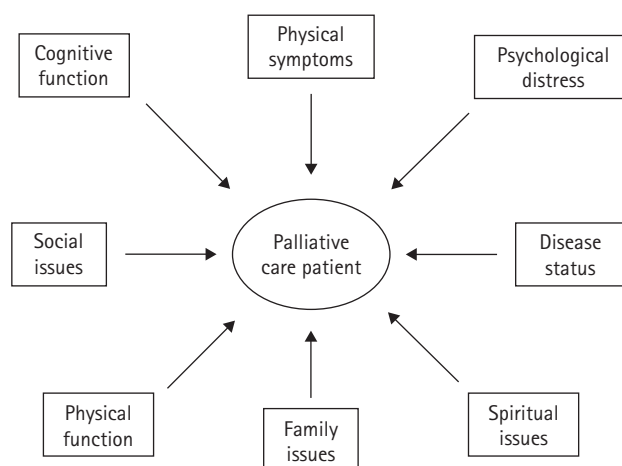 Cognitive
function
Physical
symptoms
Psychological
distress
Social
issues
Palliative
care patient
Disease
status
Physical
function
Family
issues
Spiritual
issues